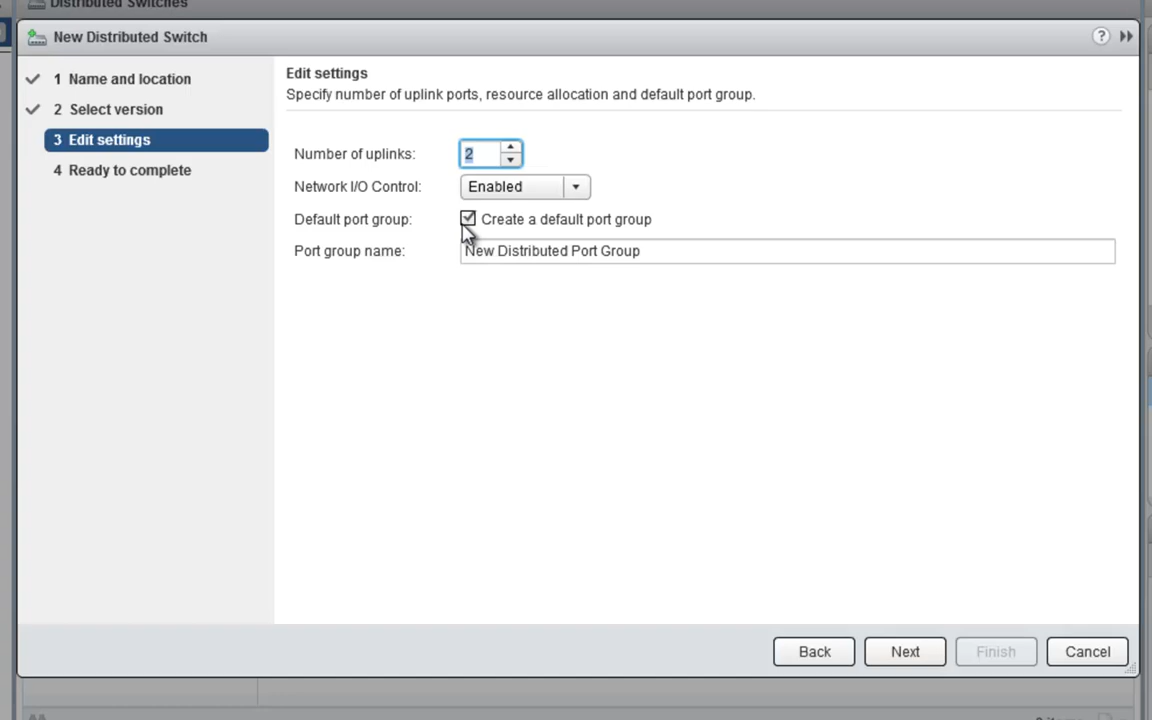 Distributed Switches
New Distributed Switch
?
1 Name and location
2 Select version
3 Edit settings
4 Ready to complete
Edit settings
Specify number of uplink ports, resource allocation and default port group.
Number of uplinks: 2
Network I/O Control: Enabled
Default port group: Create a default port group
Port group name: New Distributed Port Group
Back Next Finish Cancel